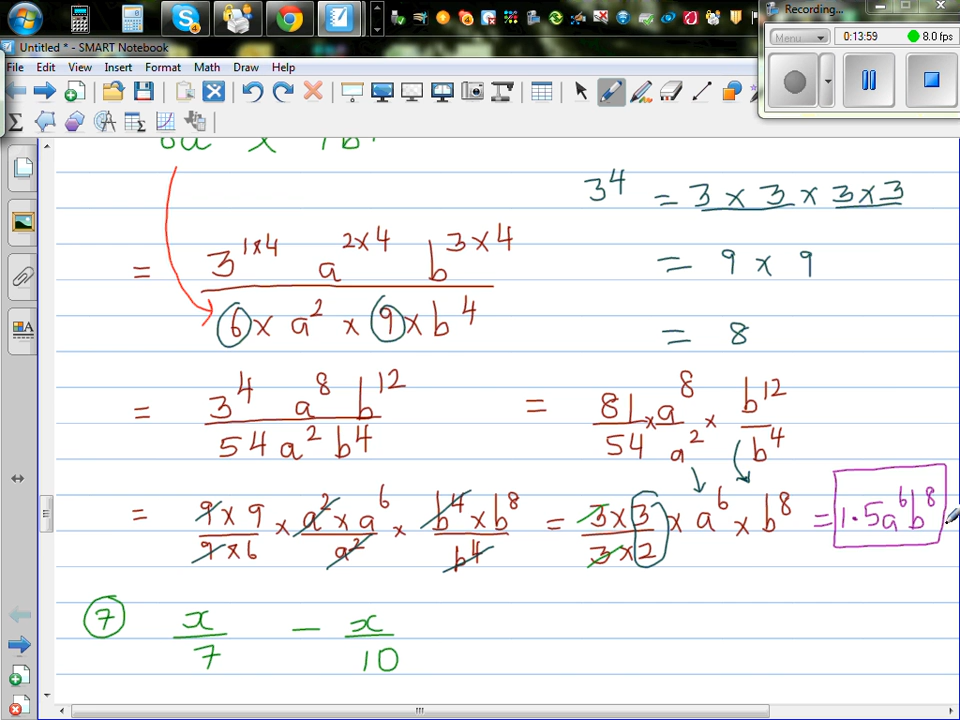 Recording...
Menu
0:13:59
8.0 fps
Untitled * - SMART Notebook
File Edit View Insert Format Math Draw Help
3^4 = 3 × 3 × 3 × 3
= 9 × 9
= 8
= 3^(1×4) a^(2×4) b^(3×4)
6 × a^2 × 9 × b^4
= 3^4 a^8 b^12 = 81 × a^8 × b^12
54 a^2 b^4 54 a^2 b^4
= 9 × 9 × a^2 × a^6 × b^4 × b^8 = 3 × 3 × a^6 × b^8 = 1.5a^6b^8
9 × 6 a^2 b^4 3 × 2
7 x − x
7 10